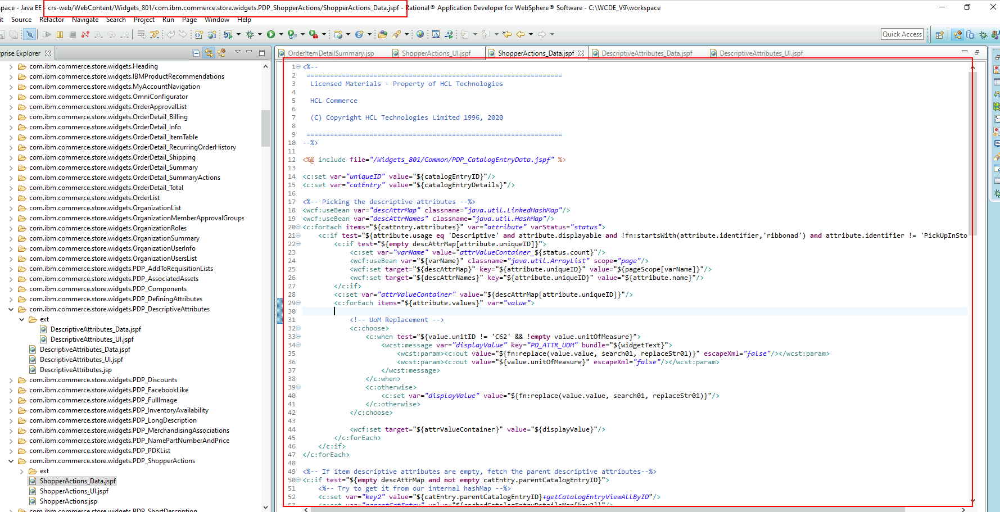 space - Java EE - crs-web/WebContent/Widgets_801/com.ibm.commerce.store.widgets.PDP_ShopperActions/ShopperActions_Data.jspf - Rational® Application Developer for WebSphere® Software - C:\WCDE_V9\workspace
it Source Refactor Navigate Search Project Run Page Window Help
Quick Access
prise Explorer
OrderItemDetailSummary.jsp ShopperActions_UI.jspf ShopperActions_Data.jspf DescriptiveAttributes_Data.jspf DescriptiveAttributes_UI.jspf
com.ibm.commerce.store.widgets.Heading
com.ibm.commerce.store.widgets.IBMProductRecommendations
com.ibm.commerce.store.widgets.MyAccountNavigation
com.ibm.commerce.store.widgets.OmniConfigurator
com.ibm.commerce.store.widgets.OrderApprovalList
com.ibm.commerce.store.widgets.OrderDetail_Billing
com.ibm.commerce.store.widgets.OrderDetail_Info
com.ibm.commerce.store.widgets.OrderDetail_ItemTable
com.ibm.commerce.store.widgets.OrderDetail_RecurringOrderHistory
com.ibm.commerce.store.widgets.OrderDetail_Shipping
com.ibm.commerce.store.widgets.OrderDetail_Summary
com.ibm.commerce.store.widgets.OrderDetail_SummaryActions
com.ibm.commerce.store.widgets.OrderDetail_Total
com.ibm.commerce.store.widgets.OrderList
com.ibm.commerce.store.widgets.OrganizationList
com.ibm.commerce.store.widgets.OrganizationMemberApprovalGroups
com.ibm.commerce.store.widgets.OrganizationRoles
com.ibm.commerce.store.widgets.OrganizationSummary
com.ibm.commerce.store.widgets.OrganizationUserInfo
com.ibm.commerce.store.widgets.OrganizationUsersList
com.ibm.commerce.store.widgets.PDP_AddToRequisitionLists
com.ibm.commerce.store.widgets.PDP_AssociatedAssets
com.ibm.commerce.store.widgets.PDP_Components
com.ibm.commerce.store.widgets.PDP_DefiningAttributes
com.ibm.commerce.store.widgets.PDP_DescriptiveAttributes
ext
DescriptiveAttributes_Data.jspf
DescriptiveAttributes_UI.jspf
DescriptiveAttributes_Data.jspf
DescriptiveAttributes_UI.jspf
DescriptiveAttributes.jsp
com.ibm.commerce.store.widgets.PDP_Discounts
com.ibm.commerce.store.widgets.PDP_FacebookLike
com.ibm.commerce.store.widgets.PDP_FullImage
com.ibm.commerce.store.widgets.PDP_InventoryAvailability
com.ibm.commerce.store.widgets.PDP_LongDescription
com.ibm.commerce.store.widgets.PDP_MerchandisingAssociations
com.ibm.commerce.store.widgets.PDP_NamePartNumberAndPrice
com.ibm.commerce.store.widgets.PDP_PDKList
com.ibm.commerce.store.widgets.PDP_ShopperActions
ext
ShopperActions_Data.jspf
ShopperActions_UI.jspf
ShopperActions.jsp
com.ibm.commerce.store.widgets.PDP_ShortDescription
1 <%--
2 =================================================================
3 Licensed Materials - Property of HCL Technologies
4
5 HCL Commerce
6
7 (C) Copyright HCL Technologies Limited 1996, 2020
8
9 =================================================================
10 --%>
11
12 <%@ include file="/Widgets_801/Common/PDP_CatalogEntryData.jspf" %>
13
14 <c:set var="uniqueID" value="${catalogEntryID}"/>
15 <c:set var="catEntry" value="${catalogEntryDetails}"/>
16
17 <%-- Picking the descriptive attributes --%>
18 <wcf:useBean var="descAttrMap" classname="java.util.LinkedHashMap"/>
19 <wcf:useBean var="descAttrNames" classname="java.util.HashMap"/>
20 <c:forEach items="${catEntry.attributes}" var="attribute" varStatus="status">
21 <c:if test="${attribute.usage eq 'Descriptive' and attribute.displayable and !fn:startsWith(attribute.identifier,'ribbonad') and attribute.identifier != 'PickUpInSto
22 <c:if test="${empty descAttrMap[attribute.uniqueID]}">
23 <c:set var="varName" value="attrValueContainer_${status.count}"/>
24 <wcf:useBean var="${varName}" classname="java.util.ArrayList" scope="page"/>
25 <wcf:set target="${descAttrMap}" key="${attribute.uniqueID}" value="${pageScope[varName]}"/>
26 <wcf:set target="${descAttrNames}" key="${attribute.uniqueID}" value="${attribute.name}"/>
27 </c:if>
28 <c:set var="attrValueContainer" value="${descAttrMap[attribute.uniqueID]}"/>
29 <c:forEach items="${attribute.values}" var="value">
30
31 <!-- UoM Replacement -->
32 <c:choose>
33 <c:when test="${value.unitID != 'C62' && !empty value.unitOfMeasure}">
34 <wcst:message var="displayValue" key="PD_ATTR_UOM" bundle="${widgetText}">
35 <wcst:param><c:out value="${fn:replace(value.value, search01, replaceStr01)}" escapeXml="false"/></wcst:param>
36 <wcst:param><c:out value="${value.unitOfMeasure}" escapeXml="false"/></wcst:param>
37 </wcst:message>
38 </c:when>
39 <c:otherwise>
40 <c:set var="displayValue" value="${fn:replace(value.value, search01, replaceStr01)}"/>
41 </c:otherwise>
42 </c:choose>
43
44 <wcf:set target="${attrValueContainer}" value="${displayValue}"/>
45 </c:forEach>
46 </c:if>
47 </c:forEach>
48
49 <%-- If item descriptive attributes are empty, fetch the parent descriptive attributes--%>
50 <c:if test="${empty descAttrMap and not empty catEntry.parentCatalogEntryID}">
51 <%-- Try to get it from our internal hashMap --%>
52 <c:set var="key2" value="${catEntry.parentCatalogEntryID}+getCatalogEntryViewAllByID"/>
53 <c:set var="parentCatEntry" value="${cachedCatalogEntryDetailsMap[key2]}"/>